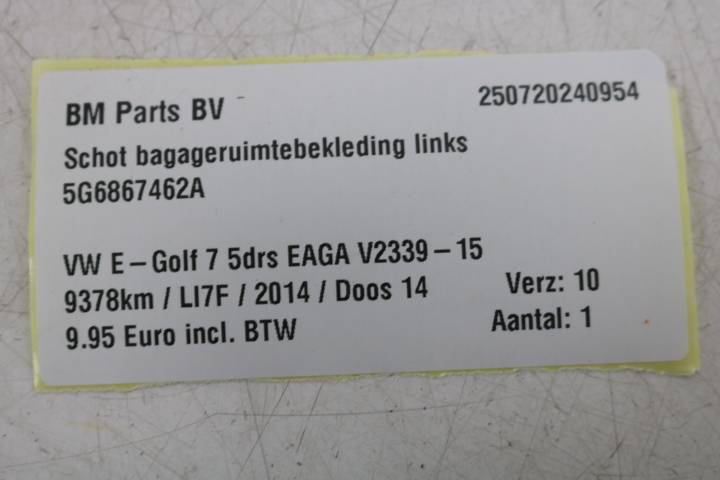 BM Parts BV 250720240954
Schot bagageruimtebekleding links
5G6867462A
VW E-Golf 7 5drs EAGA V2339-15
9378km / LI7F / 2014 / Doos 14 Verz: 10
9.95 Euro incl. BTW Aantal: 1